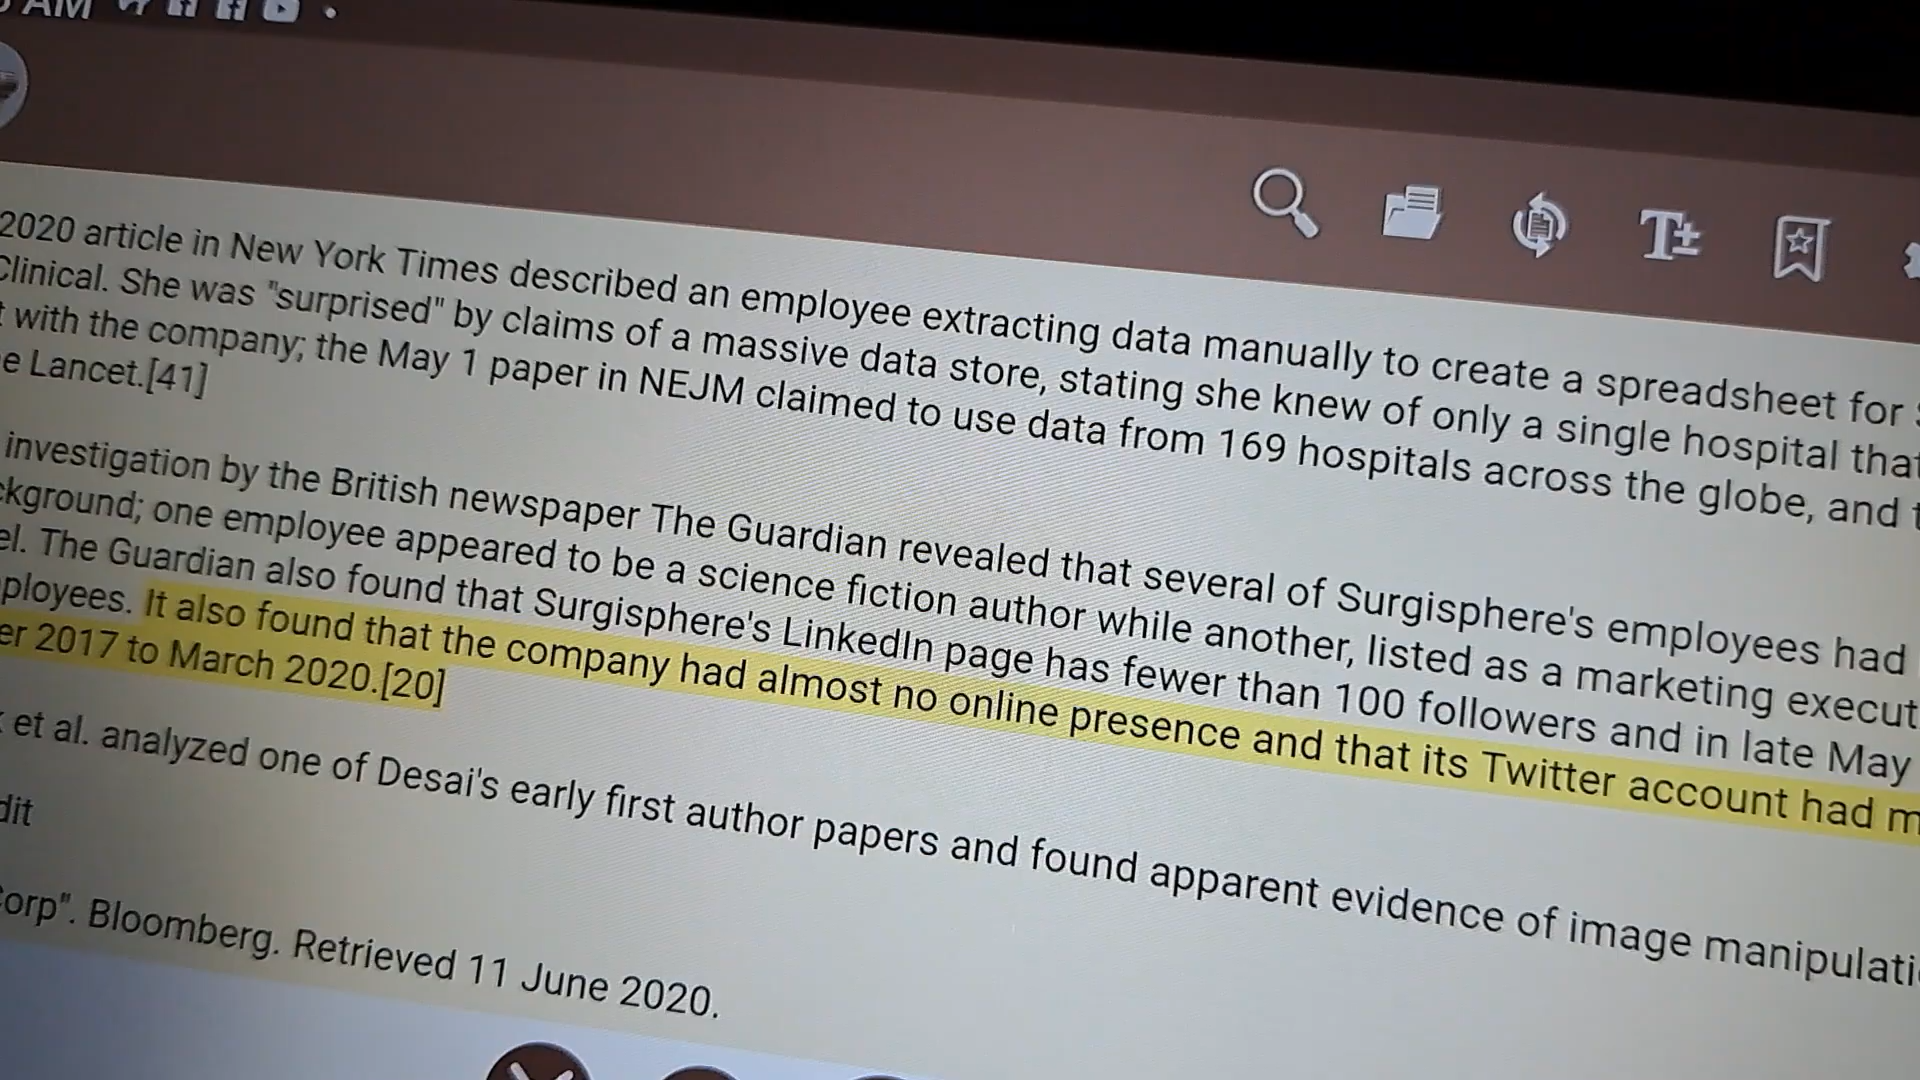 AM
2020 article in New York Times described an employee extracting data manually to create a spreadsheet for
Clinical. She was "surprised" by claims of a massive data store, stating she knew of only a single hospital that
with the company; the May 1 paper in NEJM claimed to use data from 169 hospitals across the globe, and
e Lancet.[41]
investigation by the British newspaper The Guardian revealed that several of Surgisphere's employees had
ckground; one employee appeared to be a science fiction author while another, listed as a marketing execut
el. The Guardian also found that Surgisphere's LinkedIn page has fewer than 100 followers and in late May
ployees. It also found that the company had almost no online presence and that its Twitter account had m
er 2017 to March 2020.[20]
et al. analyzed one of Desai's early first author papers and found apparent evidence of image manipulati
dit
Corp". Bloomberg. Retrieved 11 June 2020.